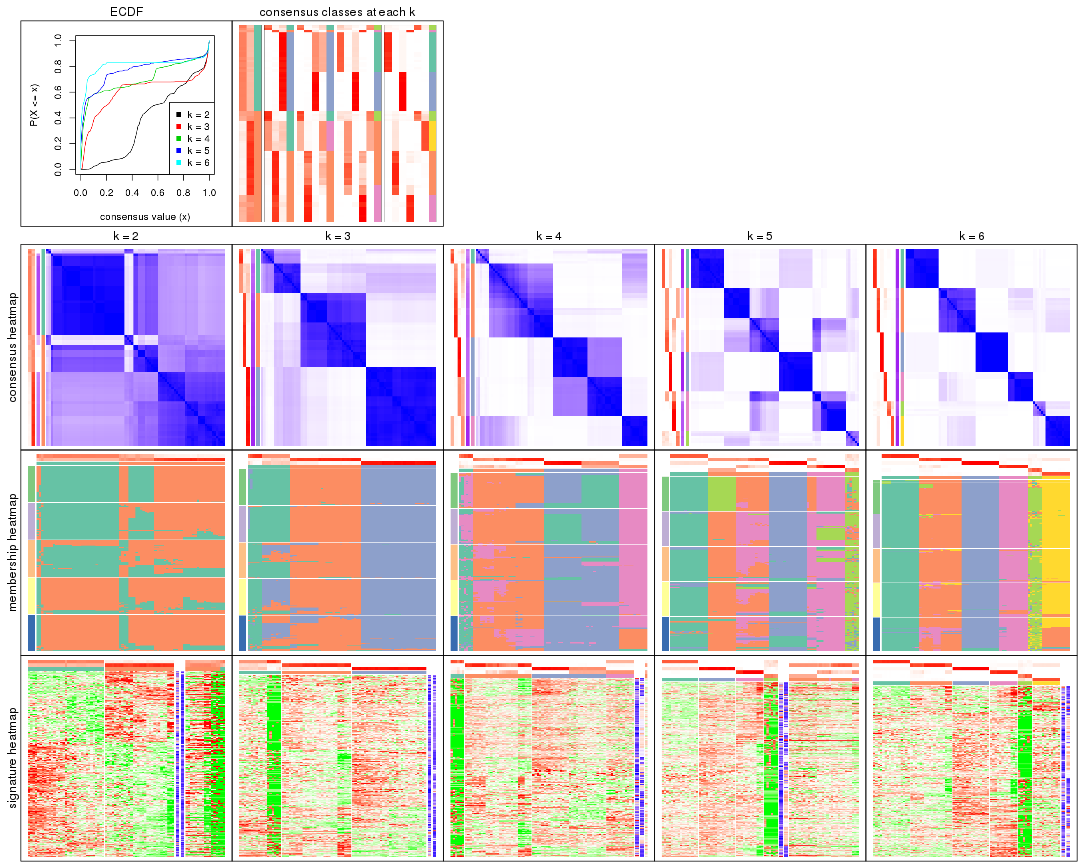 ECDF
consensus classes at each k
P(X <= x)
0.0 0.2 0.4 0.6 0.8 1.0
k = 2
k = 3
k = 4
k = 5
k = 6
0.0 0.2 0.4 0.6 0.8 1.0
consensus value (x)
k = 2 k = 3 k = 4 k = 5 k = 6
consensus heatmap
membership heatmap
signature heatmap